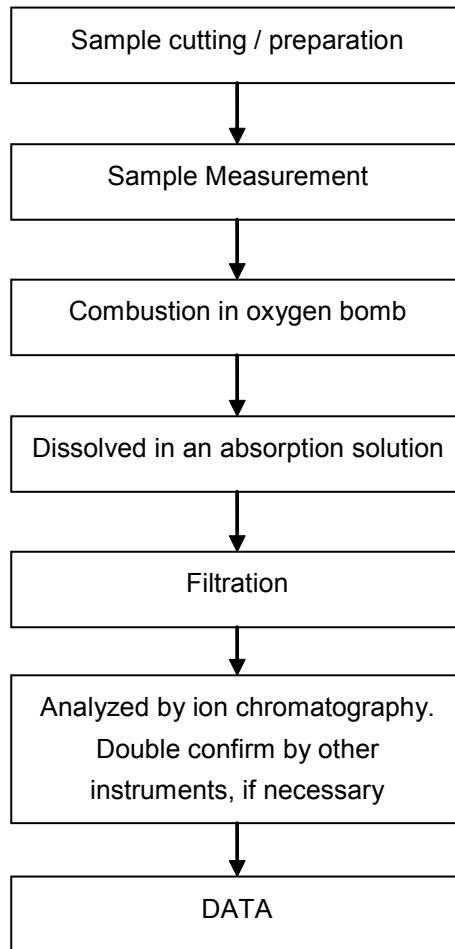 Sample cutting / preparation
Sample Measurement
Combustion in oxygen bomb
Dissolved in an absorption solution
Filtration
Analyzed by ion chromatography.
Double confirm by other
instruments, if necessary
DATA